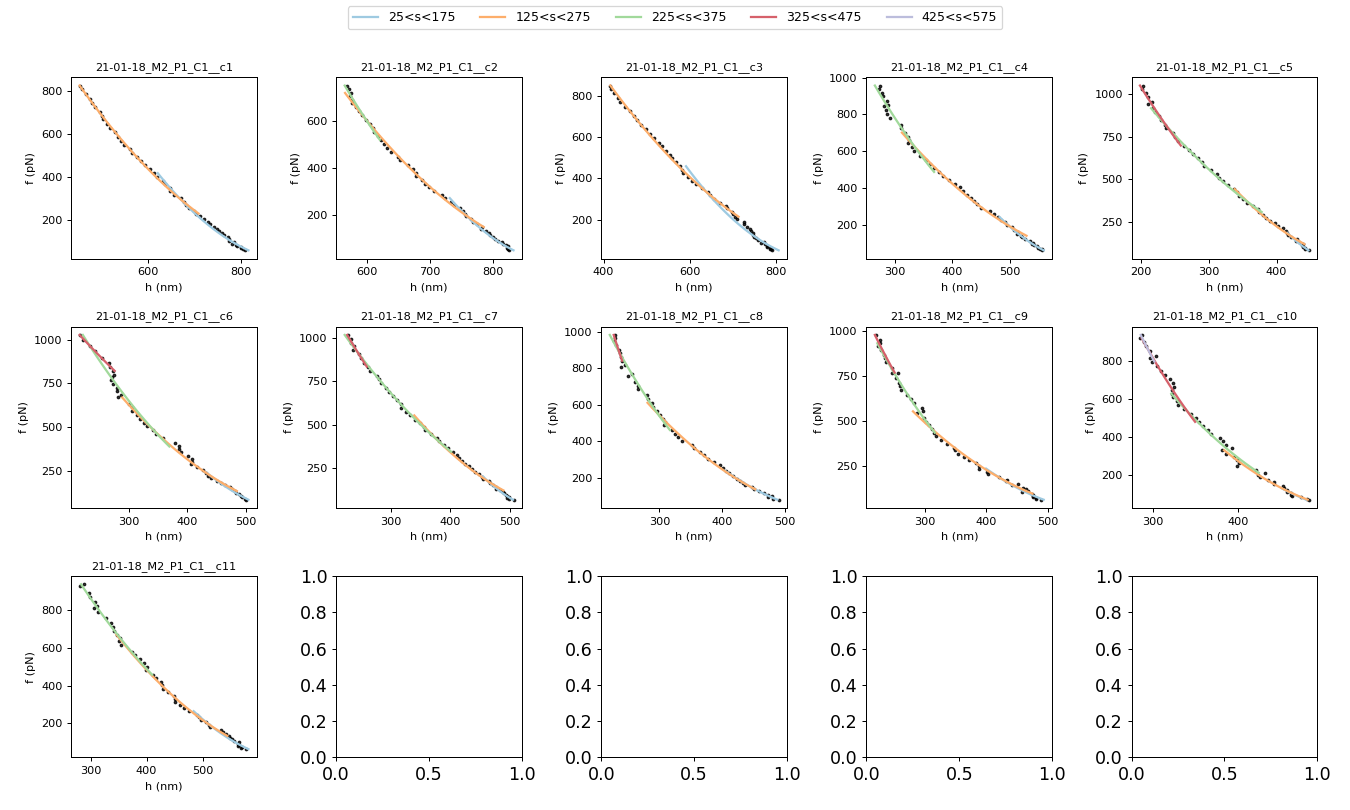 25<s<175 125<s<275 225<s<375 325<s<475 425<s<575
21-01-18_M2_P1_C1__c1 21-01-18_M2_P1_C1__c2 21-01-18_M2_P1_C1__c3 21-01-18_M2_P1_C1__c4 21-01-18_M2_P1_C1__c5
800 600 400 200 f (pN) 600 800 h (nm)
600 400 200 f (pN) 600 700 800 h (nm)
800 600 400 200 f (pN) 400 600 800 h (nm)
1000 800 600 400 200 f (pN) 300 400 500 h (nm)
1000 750 500 250 f (pN) 200 300 400 h (nm)
21-01-18_M2_P1_C1__c6 21-01-18_M2_P1_C1__c7 21-01-18_M2_P1_C1__c8 21-01-18_M2_P1_C1__c9 21-01-18_M2_P1_C1__c10
1000 750 500 250 f (pN) 300 400 500 h (nm)
1000 750 500 250 f (pN) 300 400 500 h (nm)
1000 800 600 400 200 f (pN) 300 400 500 h (nm)
1000 750 500 250 f (pN) 300 400 500 h (nm)
800 600 400 200 f (pN) 300 400 h (nm)
21-01-18_M2_P1_C1__c11
800 600 400 200 f (pN) 300 400 500 h (nm)
1.0 0.8 0.6 0.4 0.2 0.0 0.0 0.5 1.0
1.0 0.8 0.6 0.4 0.2 0.0 0.0 0.5 1.0
1.0 0.8 0.6 0.4 0.2 0.0 0.0 0.5 1.0
1.0 0.8 0.6 0.4 0.2 0.0 0.0 0.5 1.0